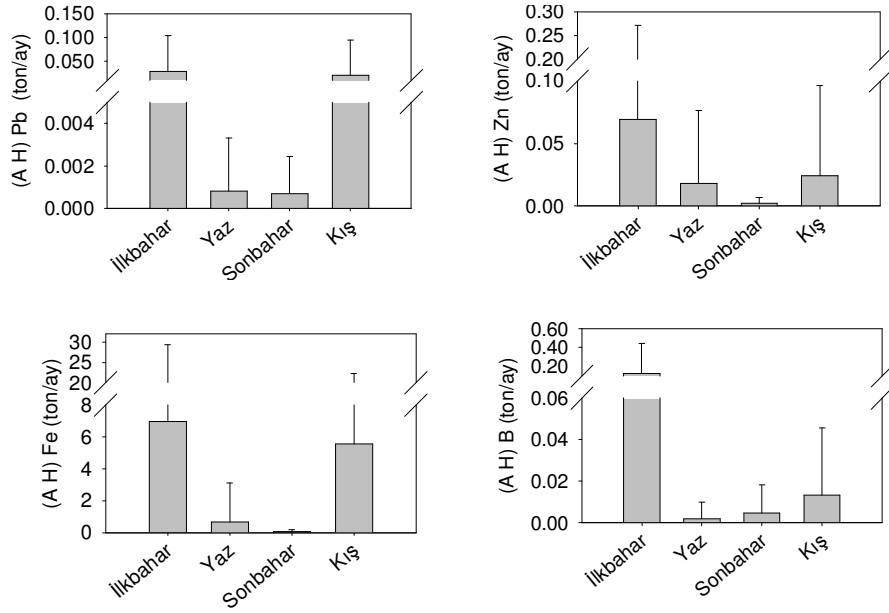 (A H) Pb (ton/ay)
0.150
0.100
0.050
0.004
0.002
0.000
İlkbahar
Yaz
Sonbahar
Kış
(A H) Zn (ton/ay)
0.30
0.20
0.20
0.10
0.05
0.00
İlkbahar
Yaz
Sonbahar
Kış
(A H) Fe (ton/ay)
30
20
20
8
6
4
2
0
İlkbahar
Yaz
Sonbahar
Kış
(A H) B (ton/ay)
0.60
0.40
0.20
0.06
0.04
0.02
0.00
İlkbahar
Yaz
Sonbahar
Kış